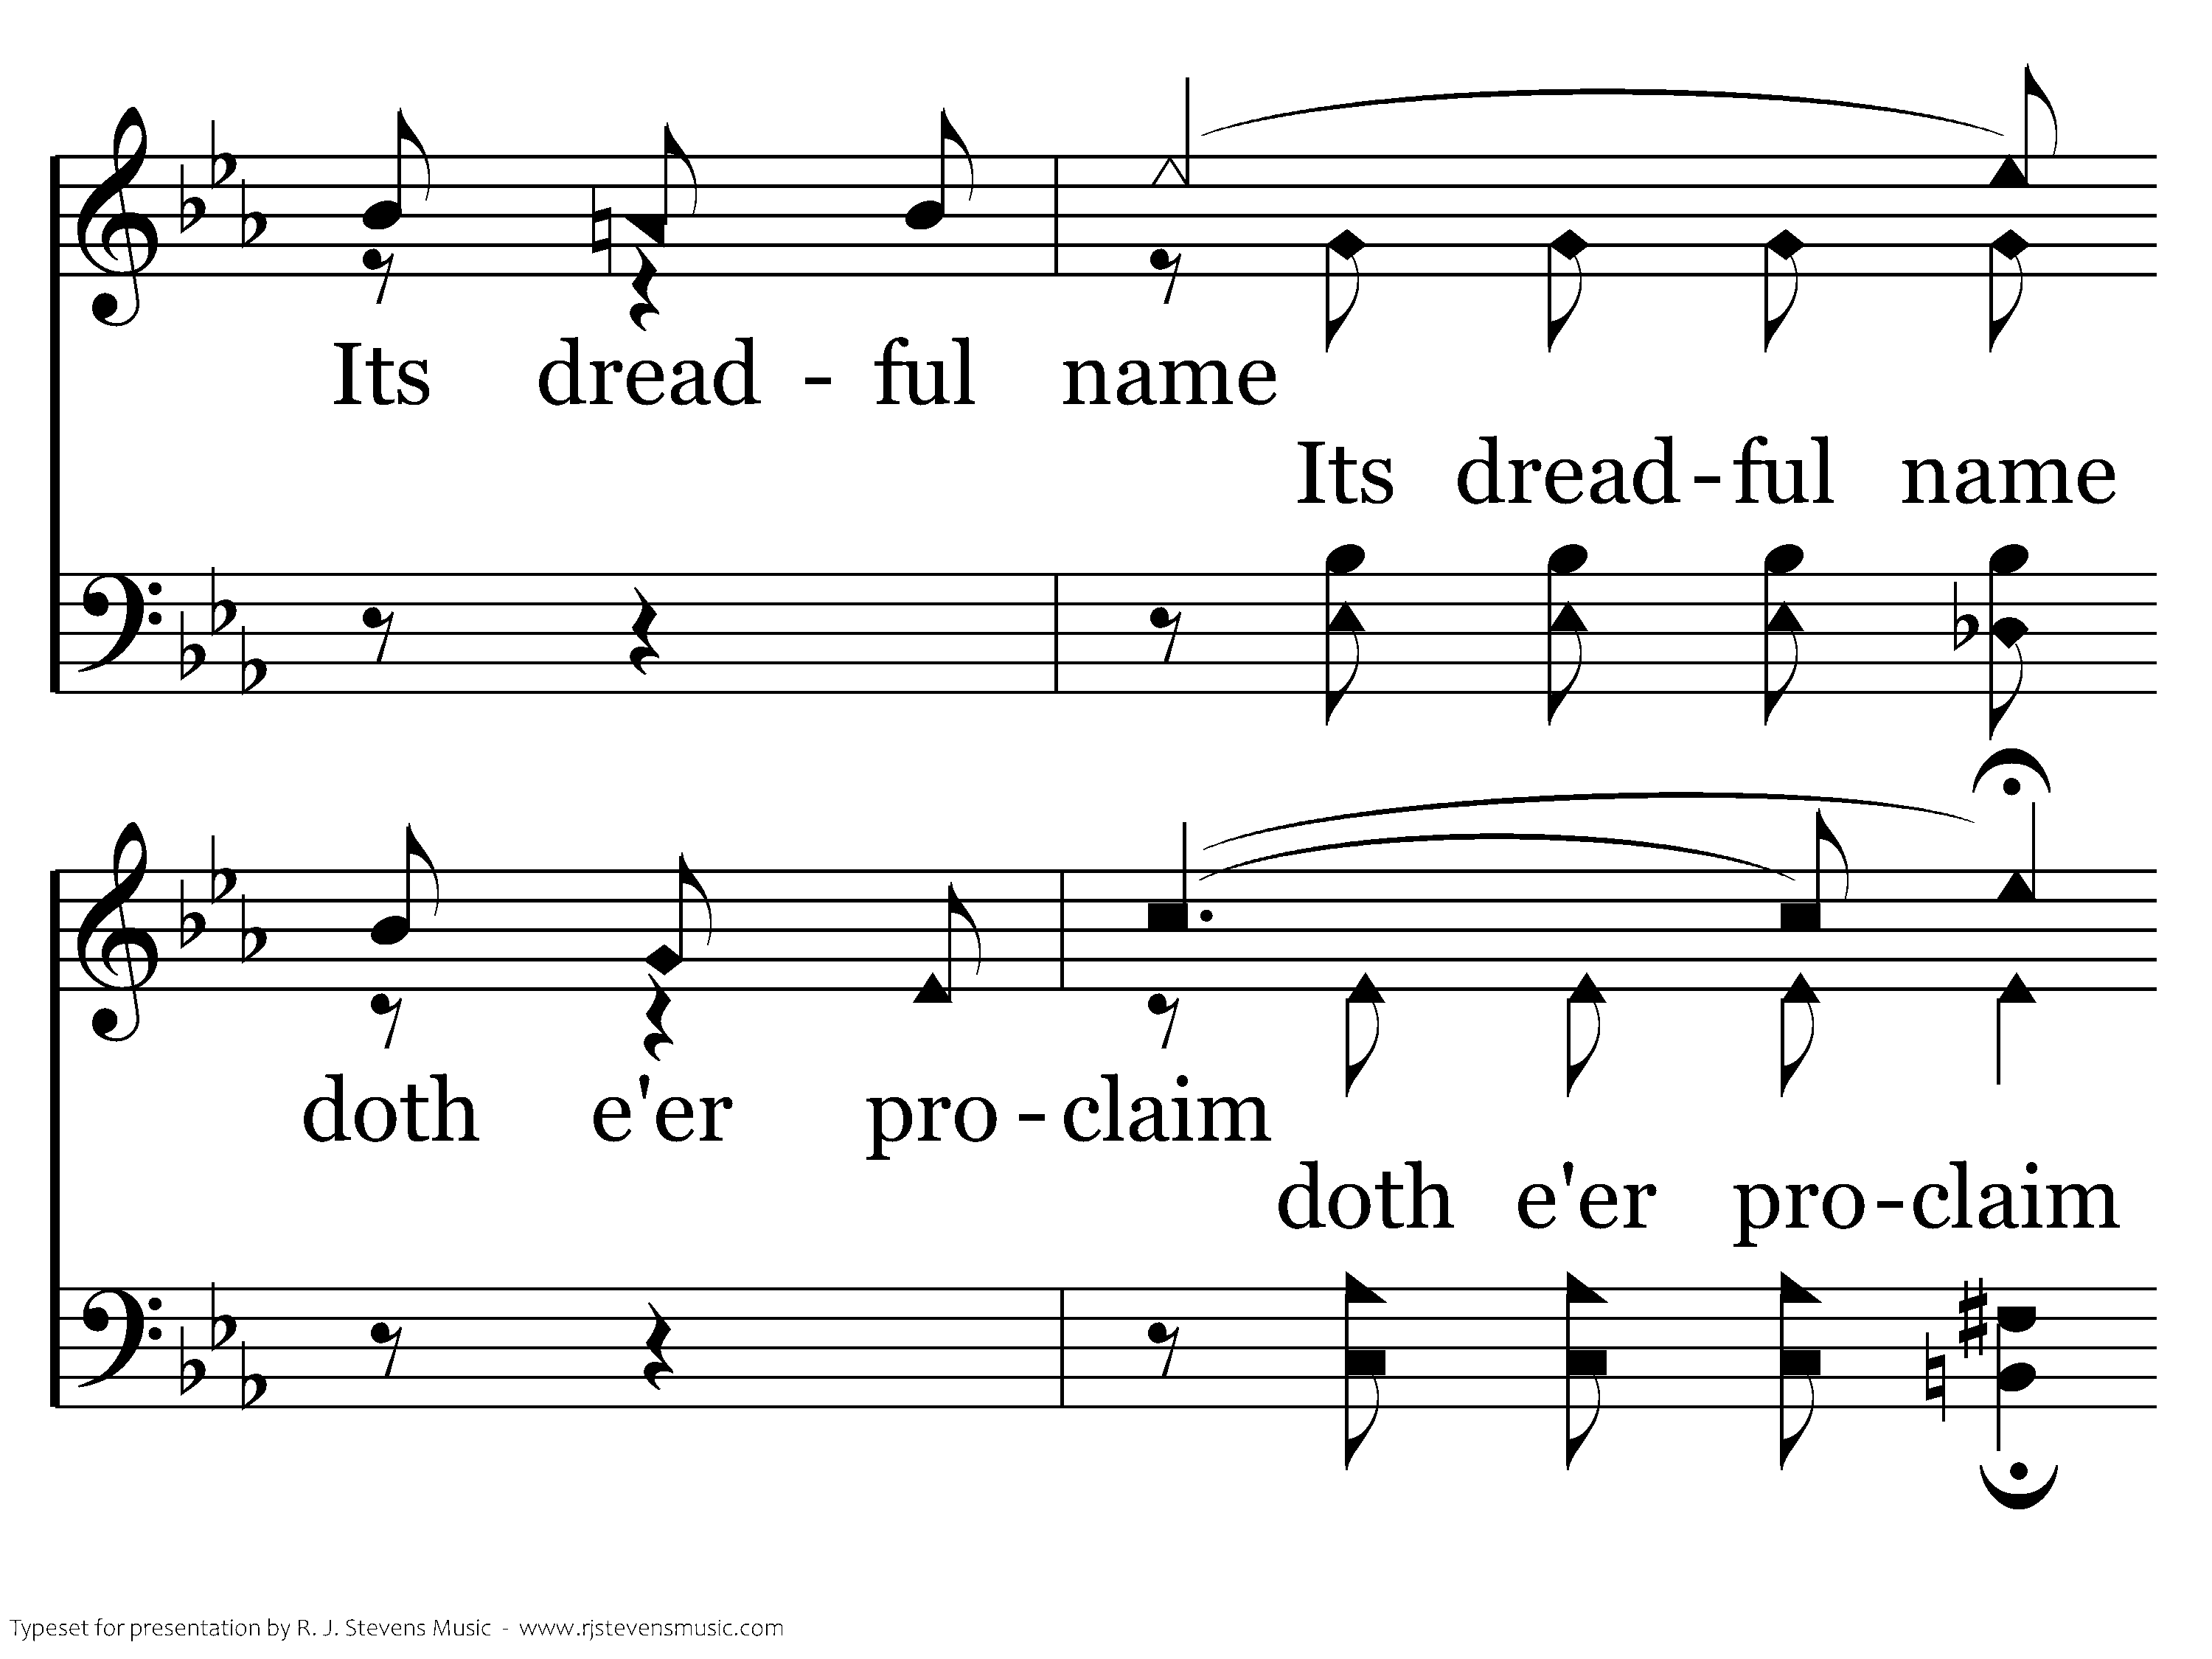 Its dread - ful name
Its dread - ful name
doth e'er pro - claim
doth e'er pro - claim
Typeset for presentation by R. J. Stevens Music - www.rjstevensmusic.com